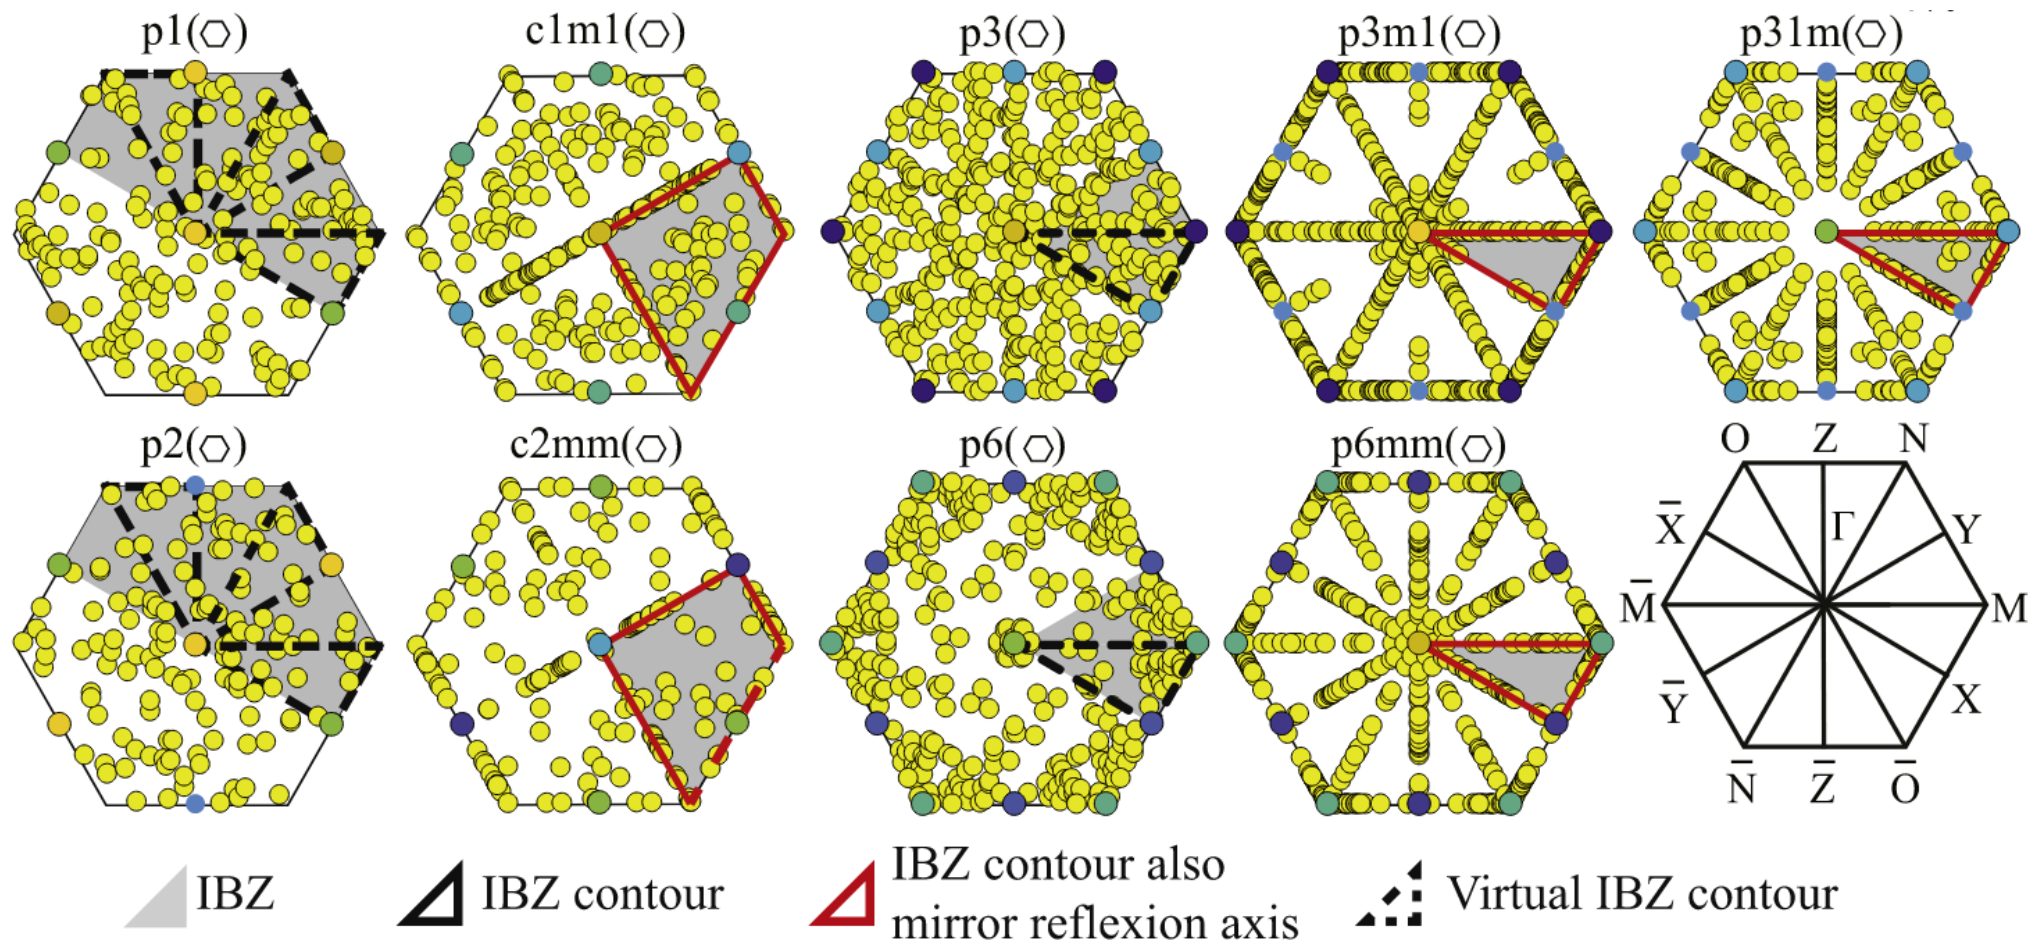 p1(⬡) c1m1(⬡) p3(⬡) p3m1(⬡) p31m(⬡)
p2(⬡) c2mm(⬡) p6(⬡) p6mm(⬡)
O Z N
X̅ Γ Y
M̅ M
Y̅ X
N̅ Z̅ O̅
IBZ
IBZ contour
IBZ contour also
mirror reflexion axis
Virtual IBZ contour